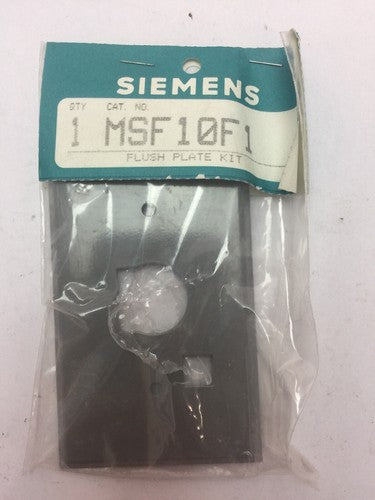 SIEMENS
QTY CAT. NO.
1 MSF10F1
FLUSH PLATE KIT